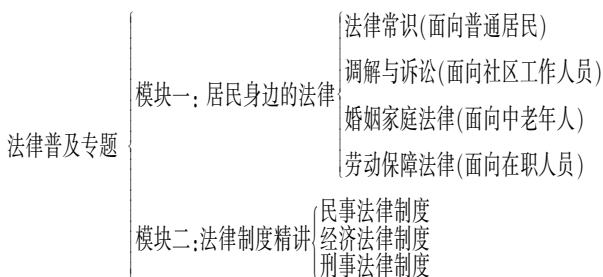 法律普及专题
模块一：居民身边的法律
法律常识(面向普通居民)
调解与诉讼(面向社区工作人员)
婚姻家庭法律(面向中老年人)
劳动保障法律(面向在职人员)
模块二:法律制度精讲
民事法律制度
经济法律制度
刑事法律制度